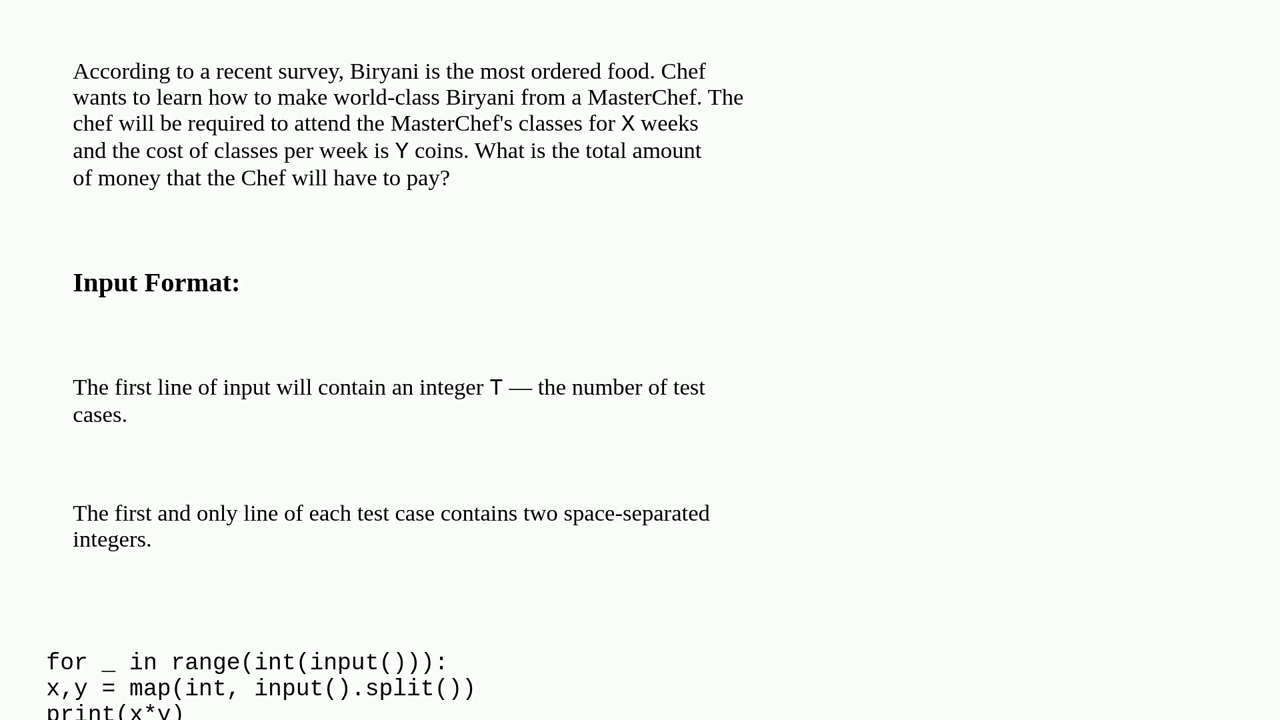 According to a recent survey, Biryani is the most ordered food. Chef
wants to learn how to make world-class Biryani from a MasterChef. The
chef will be required to attend the MasterChef's classes for X weeks
and the cost of classes per week is Y coins. What is the total amount
of money that the Chef will have to pay?
Input Format:
The first line of input will contain an integer T — the number of test
cases.
The first and only line of each test case contains two space-separated
integers.
for _ in range(int(input())):
x,y = map(int, input().split())
print(x*y)